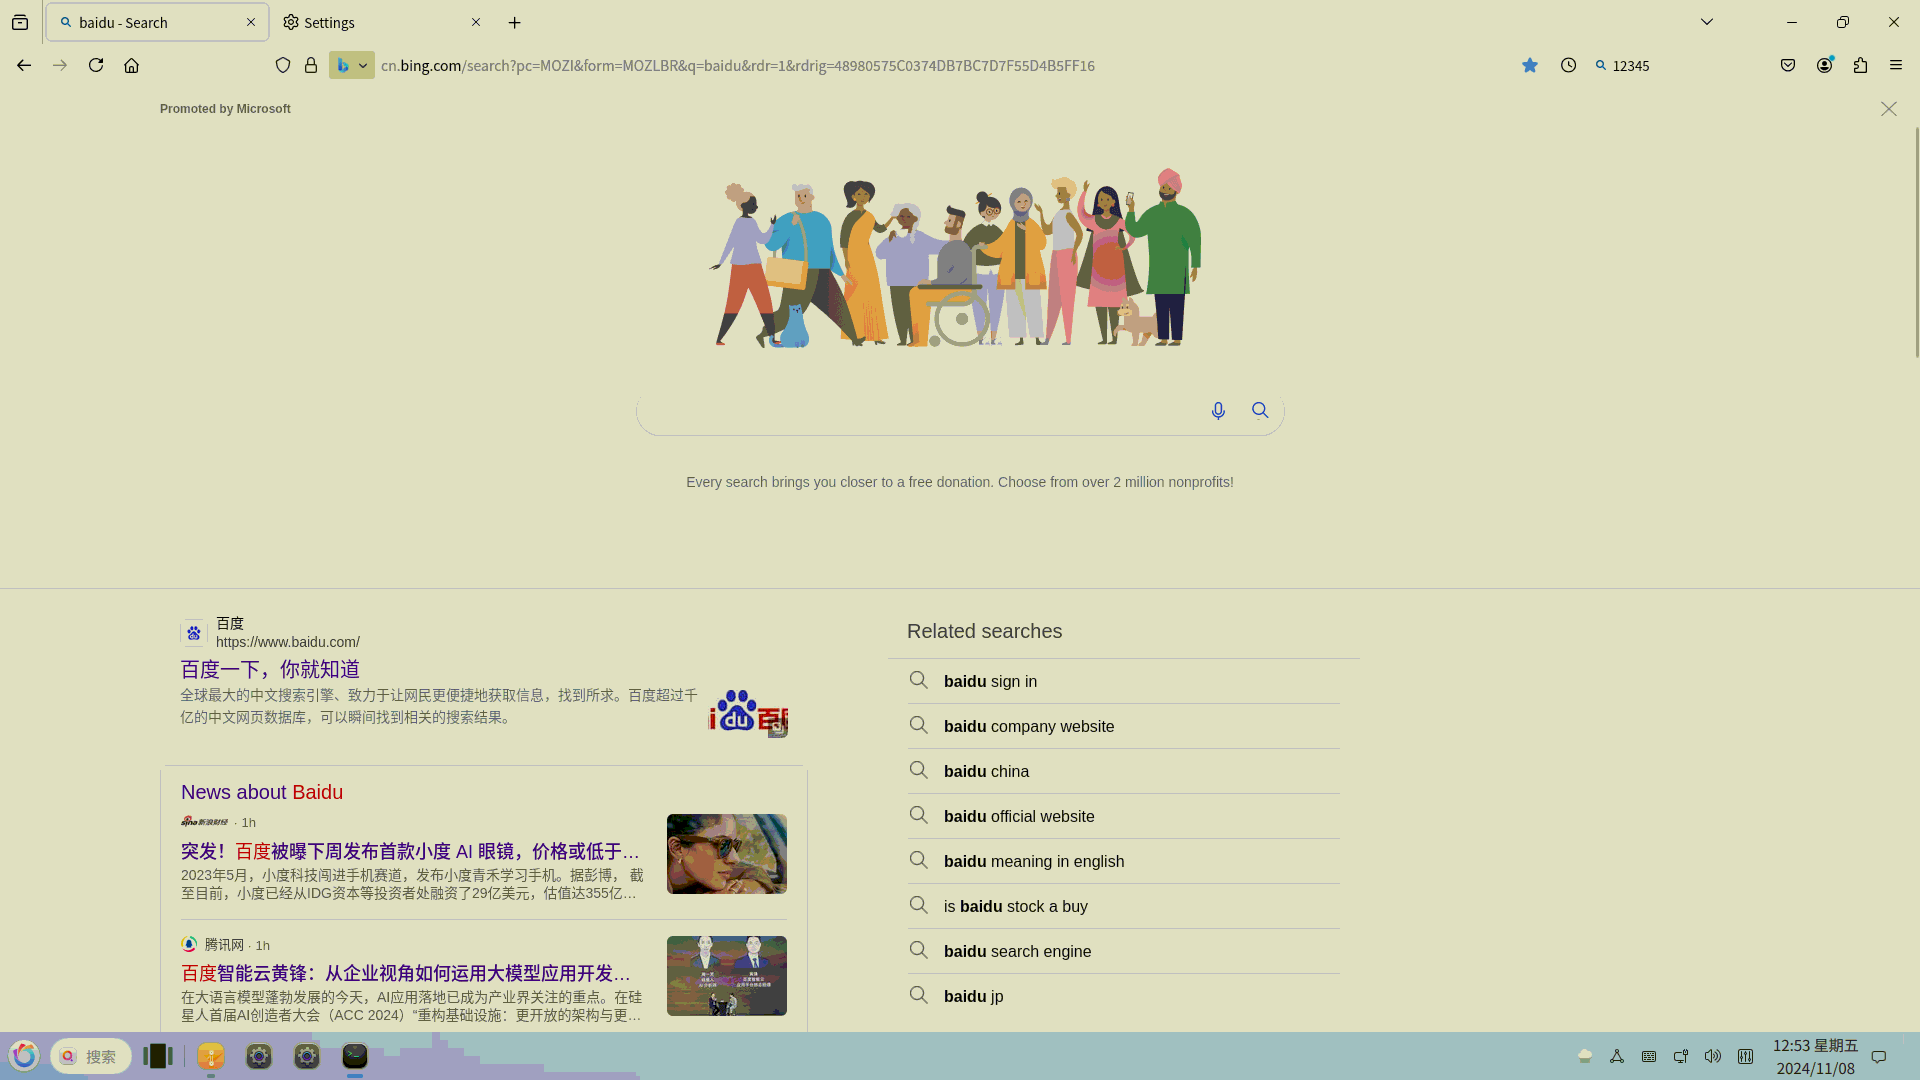 baidu - Search
Settings
cn.bing.com/search?pc=MOZI&form=MOZLBR&q=baidu&rdr=1&rdrig=48980575C0374DB7BC7D7F55D4B5FF16
12345
Promoted by Microsoft
Every search brings you closer to a free donation. Choose from over 2 million nonprofits!
百度
https://www.baidu.com/
百度一下，你就知道
全球最大的中文搜索引擎、致力于让网民更便捷地获取信息，找到所求。百度超过千
亿的中文网页数据库，可以瞬间找到相关的搜索结果。
du
News about Baidu
sina新浪财经 · 1h
突发！百度被曝下周发布首款小度 AI 眼镜，价格或低于…
2023年5月，小度科技闯进手机赛道，发布小度青禾学习手机。据彭博， 截
至目前，小度已经从IDG资本等投资者处融资了29亿美元，估值达355亿…
腾讯网 · 1h
百度智能云黄锋：从企业视角如何运用大模型应用开发…
在大语言模型蓬勃发展的今天，AI应用落地已成为产业界关注的重点。在硅
星人首届AI创造者大会（ACC 2024）“重构基础设施：更开放的架构与更…
Related searches
baidu sign in
baidu company website
baidu china
baidu official website
baidu meaning in english
is baidu stock a buy
baidu search engine
baidu jp
搜索
12:53 星期五
2024/11/08